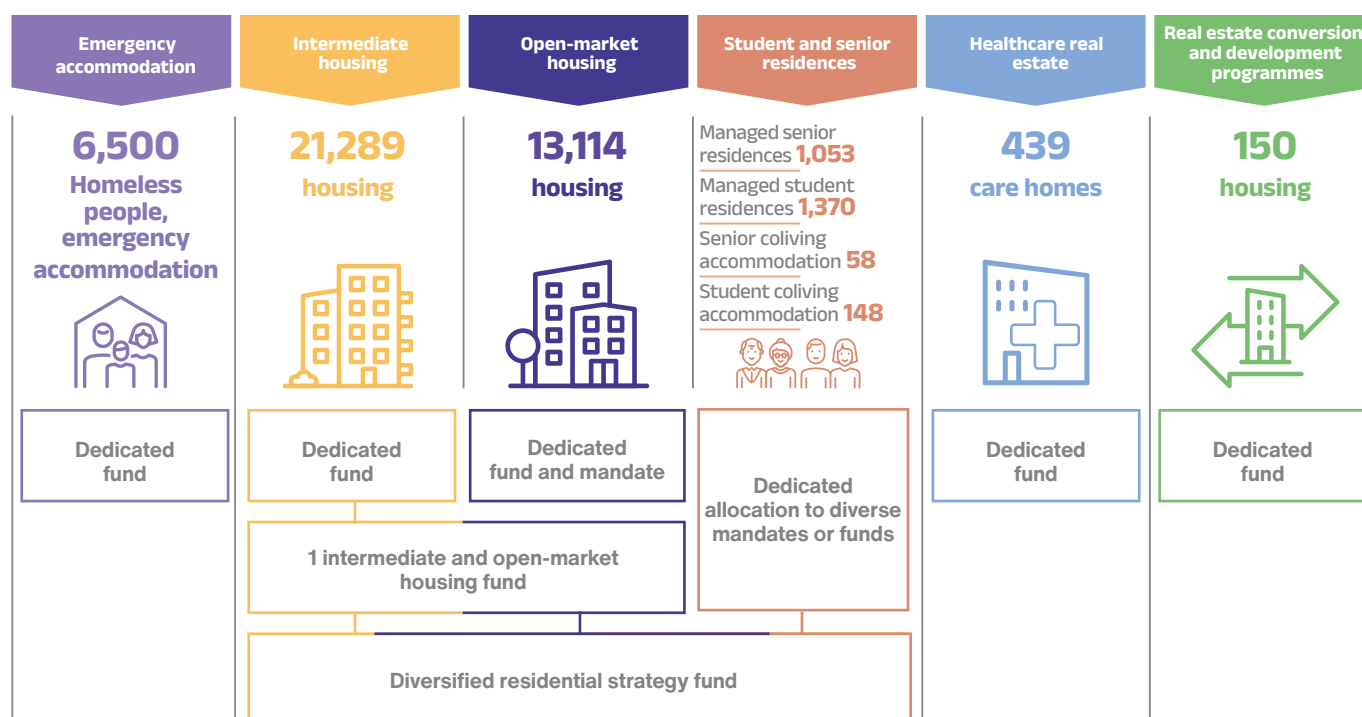 Emergency
accommodation
Intermediate
housing
Open-market
housing
Student and senior
residences
Healthcare real
estate
Real estate conversion
and development
programmes
6,500
Homeless
people,
emergency
accommodation
21,289
housing
13,114
housing
Managed senior
residences 1,053
Managed student
residences 1,370
Senior coliving
accommodation 58
Student coliving
accommodation 148
439
care homes
150
housing
Dedicated
fund
Dedicated
fund
Dedicated
fund and mandate
Dedicated
allocation to diverse
mandates or funds
Dedicated
fund
Dedicated
fund
1 intermediate and open-market
housing fund
Diversified residential strategy fund